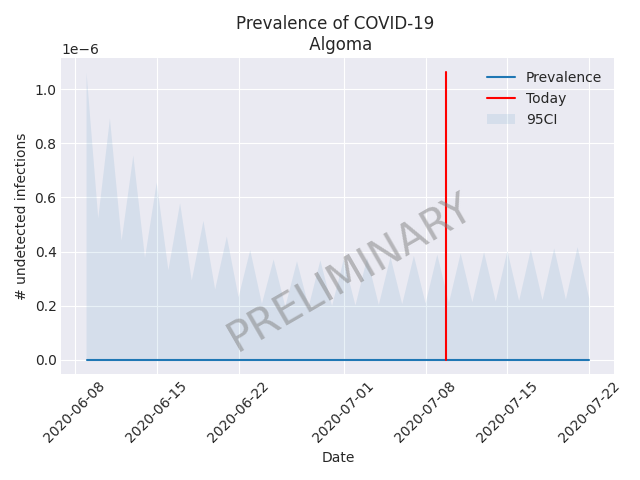 Prevalence of COVID-19
Algoma
1e−6
Prevalence
Today
95CI
1.0
0.8
0.6
0.4
0.2
0.0
# undetected infections
PRELIMINARY
2020-06-08
2020-06-15
2020-06-22
2020-07-01
2020-07-08
2020-07-15
2020-07-22
Date